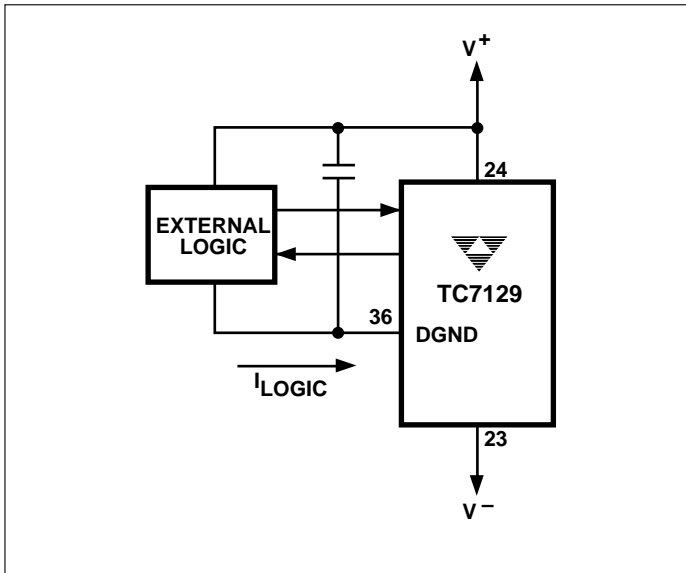 V+
24
EXTERNAL
LOGIC
TC7129
36
DGND
ILOGIC
23
V–